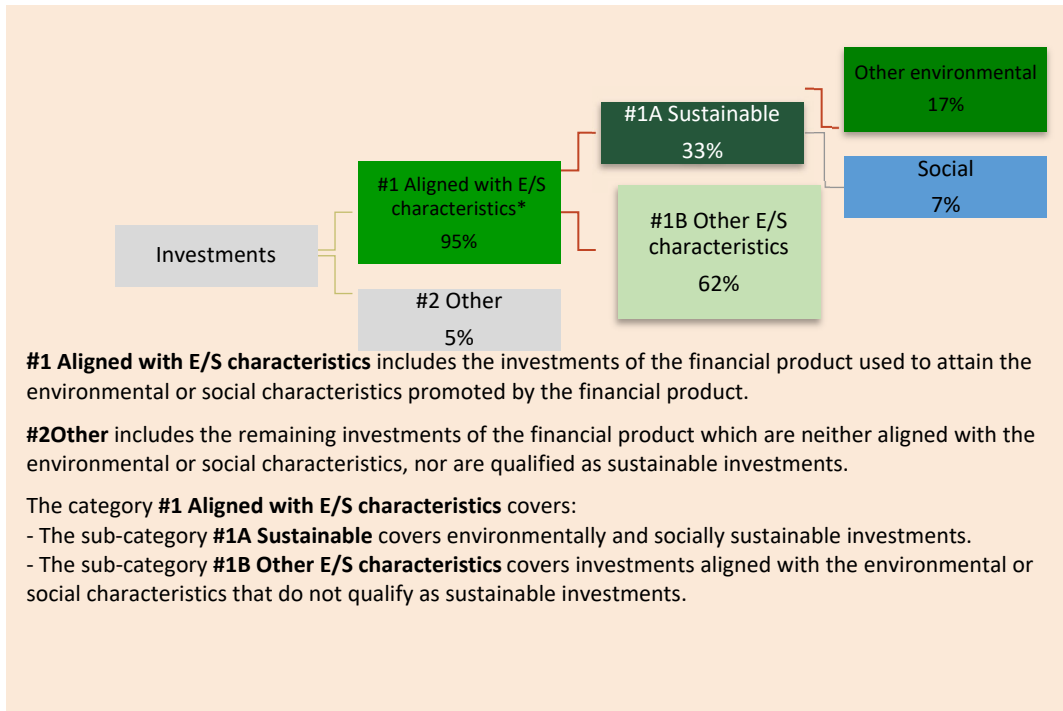 Investments
#1 Aligned with E/S
characteristics*
95%
#2 Other
5%
#1A Sustainable
33%
#1B Other E/S
characteristics
62%
Other environmental
17%
Social
7%
#1 Aligned with E/S characteristics includes the investments of the financial product used to attain the
environmental or social characteristics promoted by the financial product.
#2Other includes the remaining investments of the financial product which are neither aligned with the
environmental or social characteristics, nor are qualified as sustainable investments.
The category #1 Aligned with E/S characteristics covers:
- The sub-category #1A Sustainable covers environmentally and socially sustainable investments.
- The sub-category #1B Other E/S characteristics covers investments aligned with the environmental or
social characteristics that do not qualify as sustainable investments.